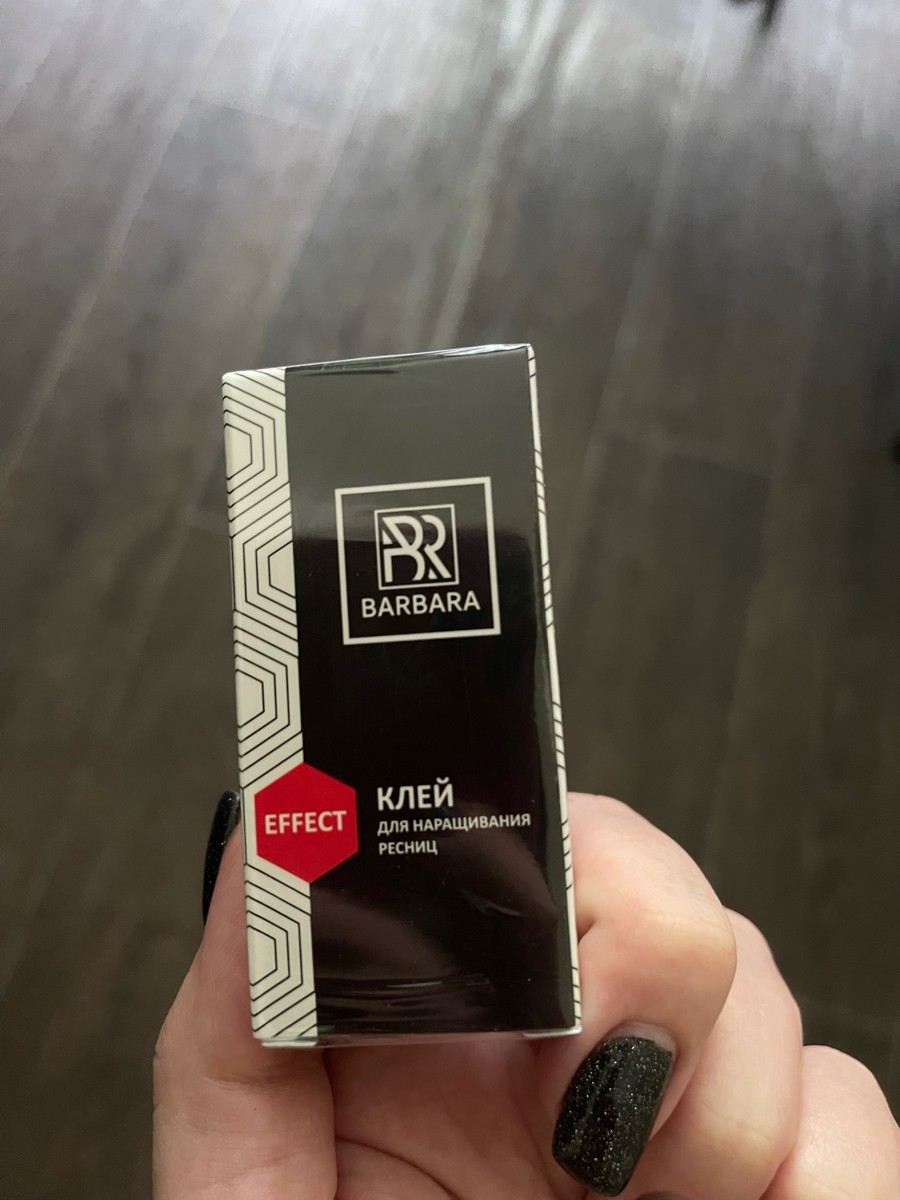 BR
BARBARA
EFFECT
КЛЕЙ
ДЛЯ НАРАЩИВАНИЯ
РЕСНИЦ